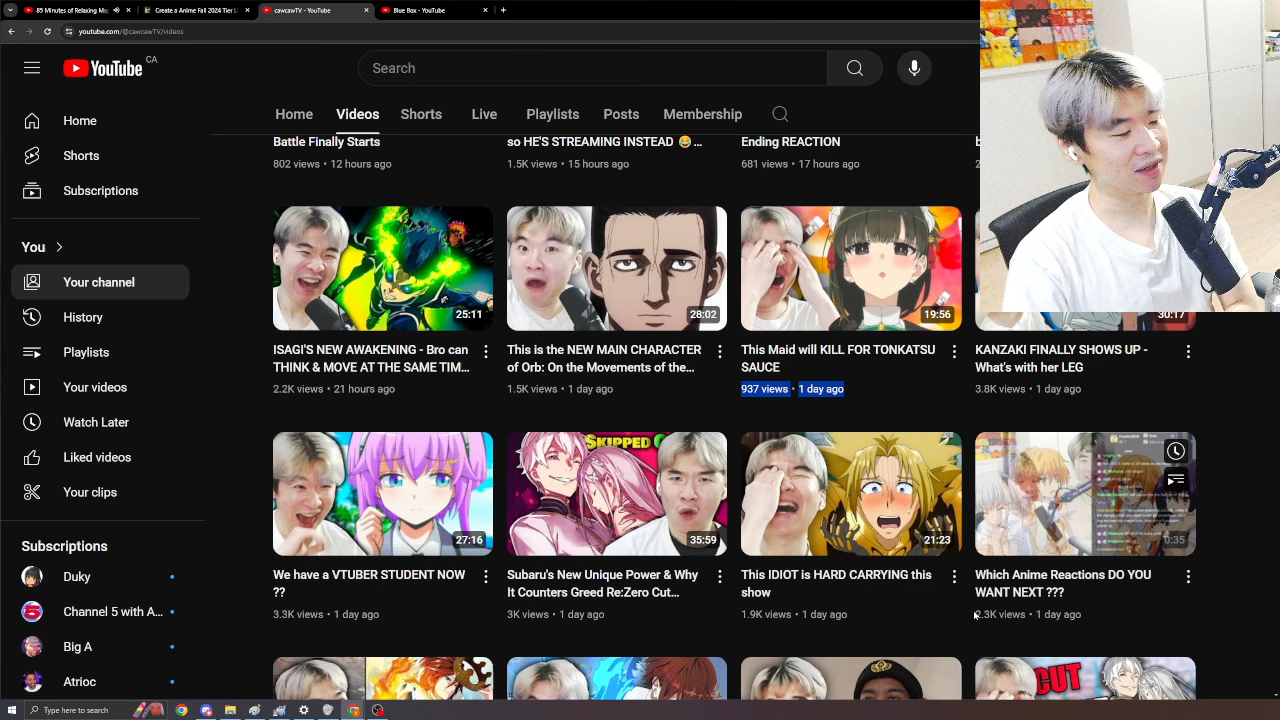 85 Minutes of Relaxing
Create a Anime Fall 2024 Tier L
cawcawTV - YouTube
Blue Box - YouTube
youtube.com/@cawcawTV/videos
YouTube CA
Search
Home
Videos
Shorts
Live
Playlists
Posts
Membership
Home
Shorts
Subscriptions
You
Your channel
History
Playlists
Your videos
Watch Later
Liked videos
Your clips
Subscriptions
Duky
Channel 5 with A...
Big A
Atrioc
Battle Finally Starts
802 views • 12 hours ago
so HE'S STREAMING INSTEAD 😂...
1.5K views • 15 hours ago
Ending REACTION
681 views • 17 hours ago
25:11
ISAGI'S NEW AWAKENING - Bro can
THINK & MOVE AT THE SAME TIM...
2.2K views • 21 hours ago
28:02
This is the NEW MAIN CHARACTER
of Orb: On the Movements of the...
1.5K views • 1 day ago
19:56
This Maid will KILL FOR TONKATSU
SAUCE
937 views • 1 day ago
30:17
KANZAKI FINALLY SHOWS UP -
What's with her LEG
3.8K views • 1 day ago
27:16
We have a VTUBER STUDENT NOW
??
3.3K views • 1 day ago
SKIPPED
35:59
Subaru's New Unique Power & Why
It Counters Greed Re:Zero Cut...
3K views • 1 day ago
21:23
This IDIOT is HARD CARRYING this
show
1.9K views • 1 day ago
0:35
Which Anime Reactions DO YOU
WANT NEXT ???
2.3K views • 1 day ago
CUT
Type here to search